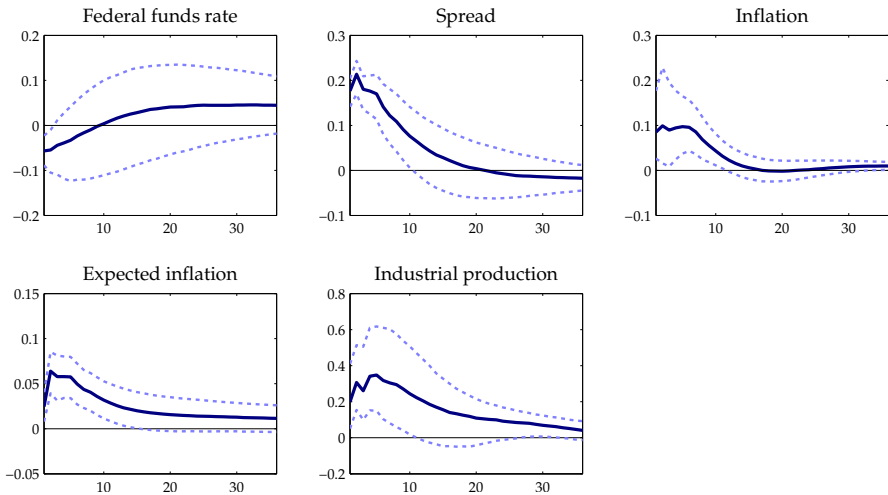 Federal funds rate Spread Inflation
0.2 0.3 0.3
0.1 0.2 0.2
0 0.1 0.1
−0.1 0 0
−0.2 −0.1 −0.1
10 20 30 10 20 30 10 20 30
Expected inflation Industrial production
0.15 0.8
0.1 0.6
0.05 0.4
0 0.2
−0.05 0
−0.2
10 20 30 10 20 30